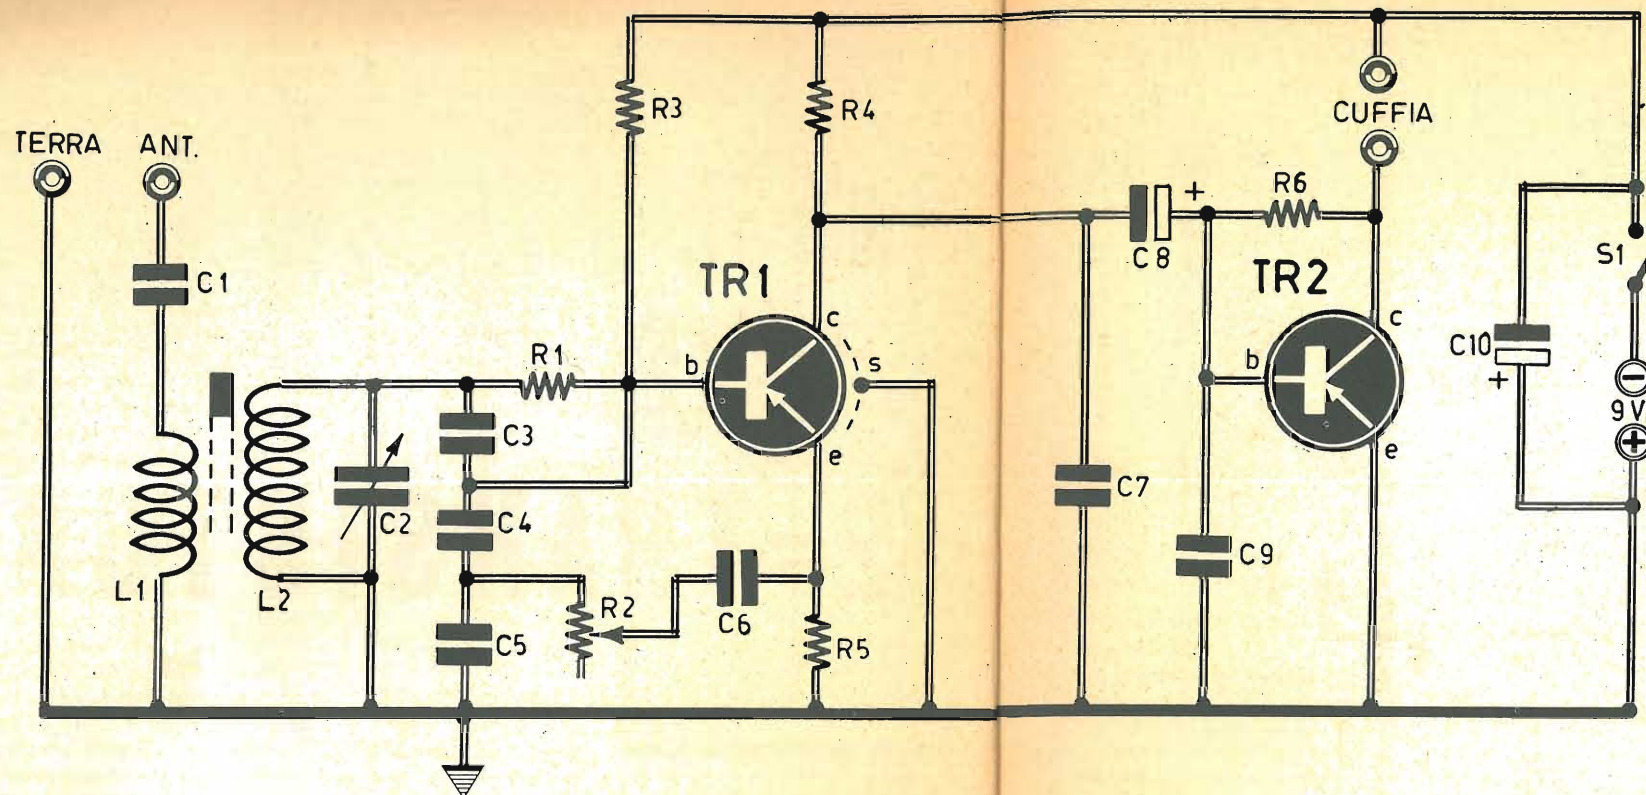 TERRA
ANT.
C1
L1
L2
C2
C3
C4
C5
R1
R2
R3
R4
TR1
b
c
s
e
C6
R5
C7
C8
+
R6
CUFFIA
TR2
b
c
e
C9
C10
+
S1
−
9V
+